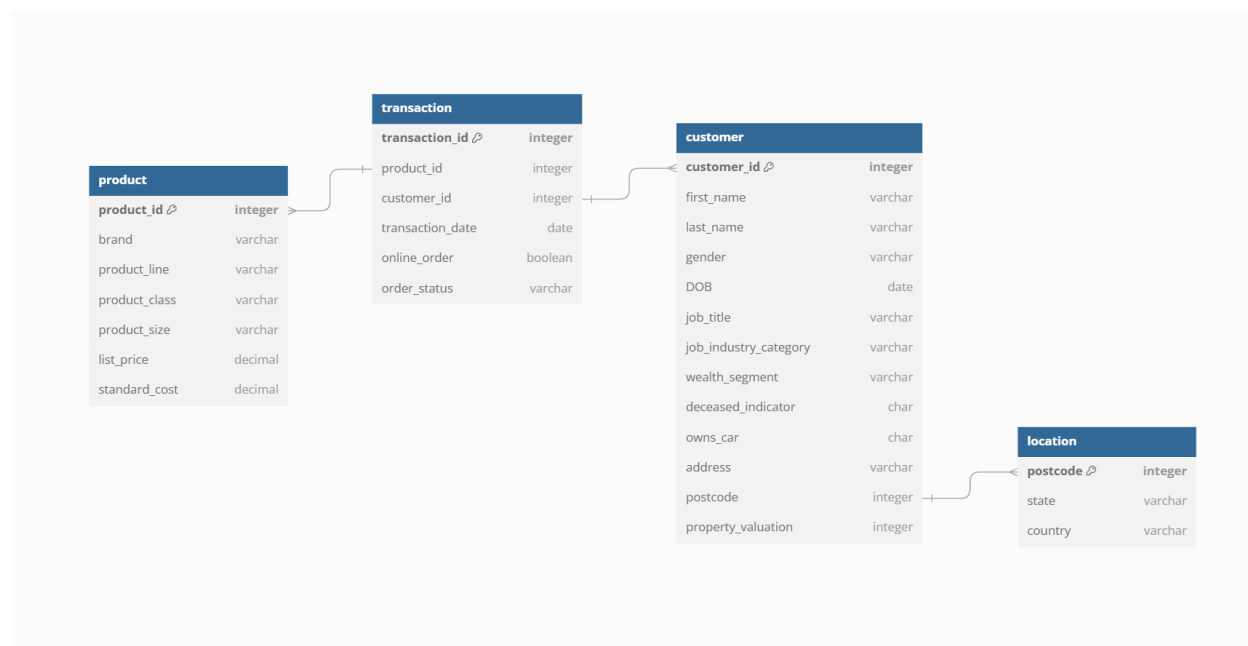 product
product_id integer
brand varchar
product_line varchar
product_class varchar
product_size varchar
list_price decimal
standard_cost decimal
transaction
transaction_id integer
product_id integer
customer_id integer
transaction_date date
online_order boolean
order_status varchar
customer
customer_id integer
first_name varchar
last_name varchar
gender varchar
DOB date
job_title varchar
job_industry_category varchar
wealth_segment varchar
deceased_indicator char
owns_car char
address varchar
postcode integer
property_valuation integer
location
postcode integer
state varchar
country varchar